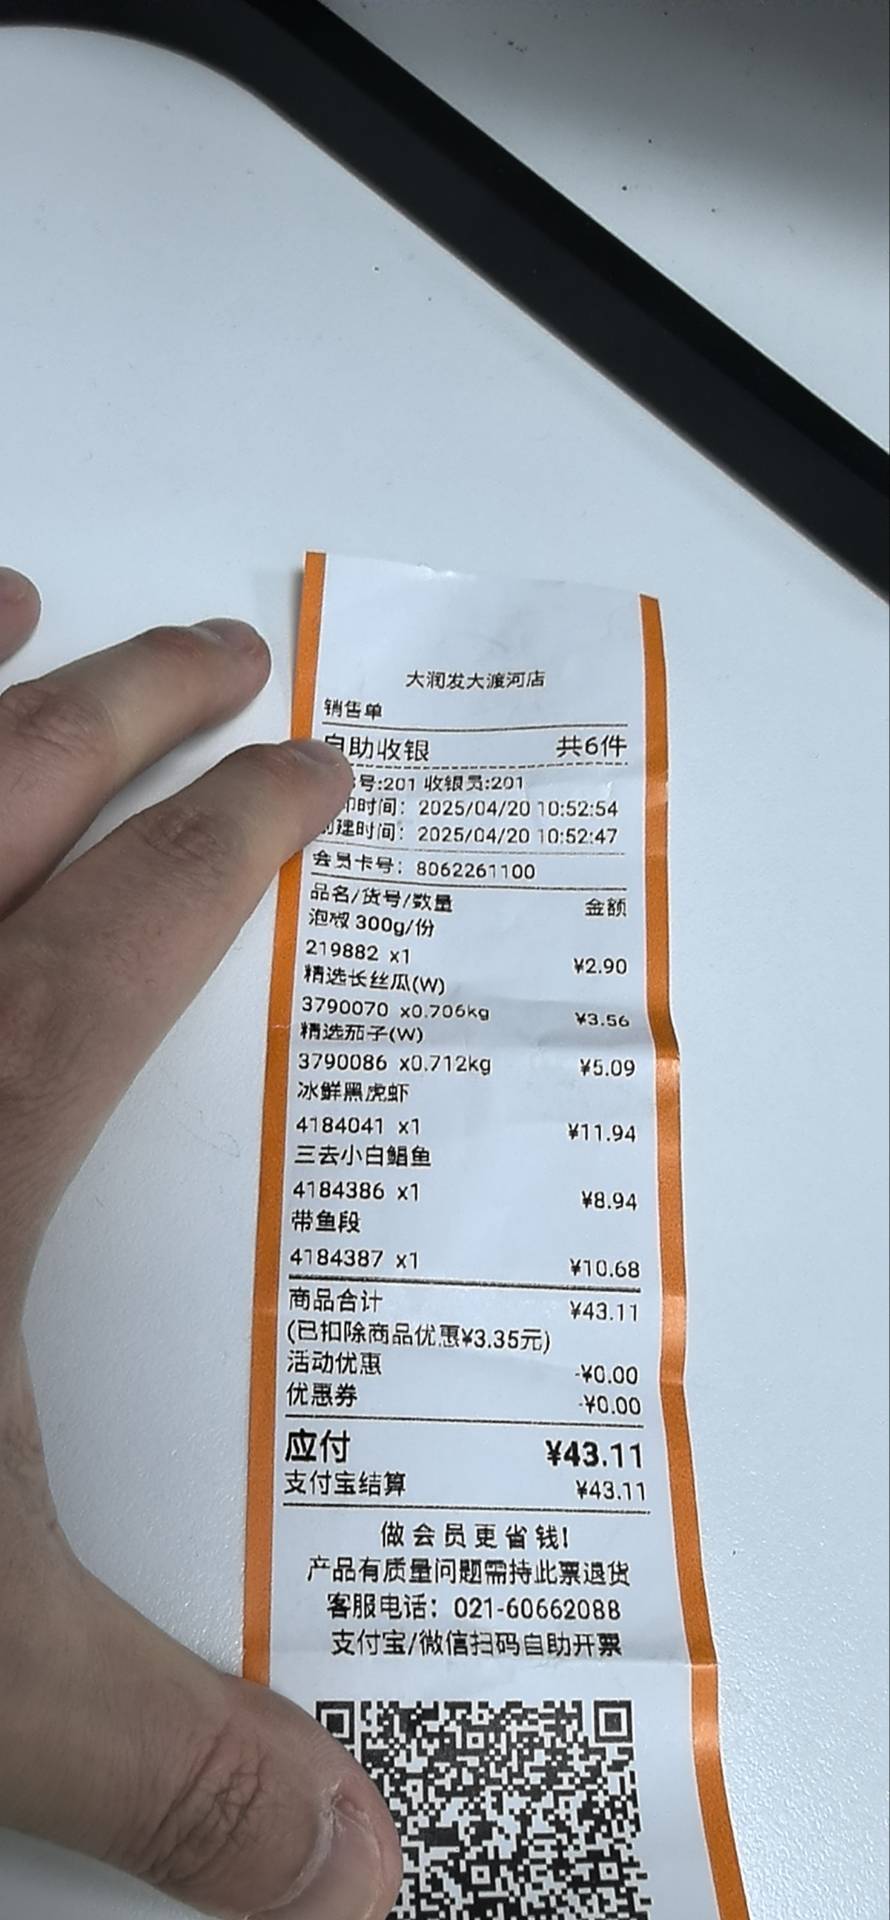 大润发大渡河店
销售单
自助收银 共6件
号:201 收银员:201
印时间: 2025/04/20 10:52:54
创建时间: 2025/04/20 10:52:47
会员卡号: 8062261100
品名/货号/数量 金额
泡椒 300g/份
219882 x1 ¥2.90
精选长丝瓜(W)
3790070 x0.706kg ¥3.56
精选茄子(W)
3790086 x0.712kg ¥5.09
冰鲜黑虎虾
4184041 x1 ¥11.94
三去小白鲳鱼
4184386 x1 ¥8.94
带鱼段
4184387 x1 ¥10.68
商品合计 ¥43.11
(已扣除商品优惠¥3.35元)
活动优惠 -¥0.00
优惠券 -¥0.00
应付 ¥43.11
支付宝结算 ¥43.11
做会员更省钱!
产品有质量问题需持此票退货
客服电话: 021-60662088
支付宝/微信扫码自助开票